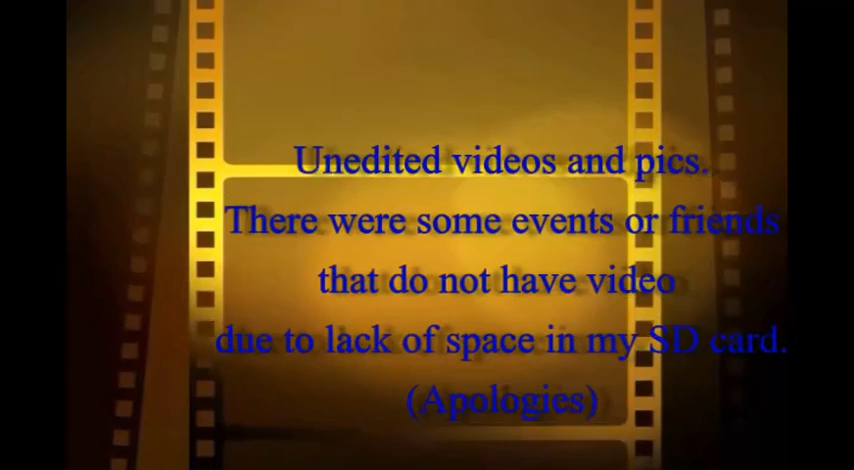 Unedited videos and pics.
There were some events or friends
that do not have video
due to lack of space in my SD card.
(Apologies)